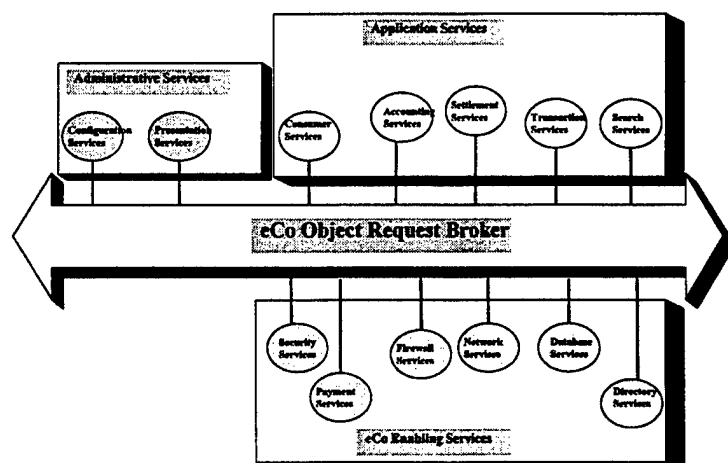 Application Services
Administrative Services
Configuration
Services
Presentation
Services
Consumer
Services
Accounting
Services
Settlement
Services
Transaction
Services
Search
Services
eCo Object Request Broker
Security
Services
Payment
Services
Firewall
Services
Network
Services
Database
Services
Directory
Services
eCo Enabling Services